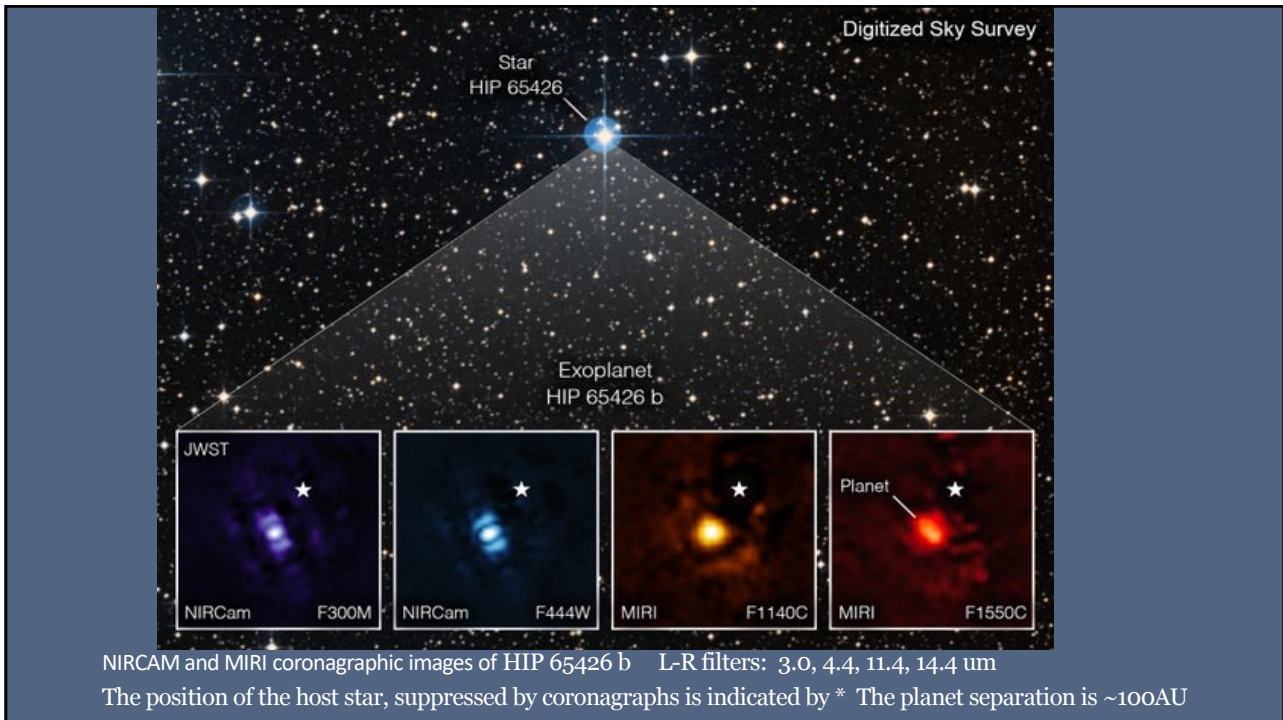 Digitized Sky Survey
Star
HIP 65426
Exoplanet
HIP 65426 b
JWST
NIRCam F300M
NIRCam F444W
MIRI F1140C
Planet
MIRI F1550C
NIRCAM and MIRI coronagraphic images of HIP 65426 b L-R filters: 3.0, 4.4, 11.4, 14.4 um
The position of the host star, suppressed by coronagraphs is indicated by * The planet separation is ~100AU